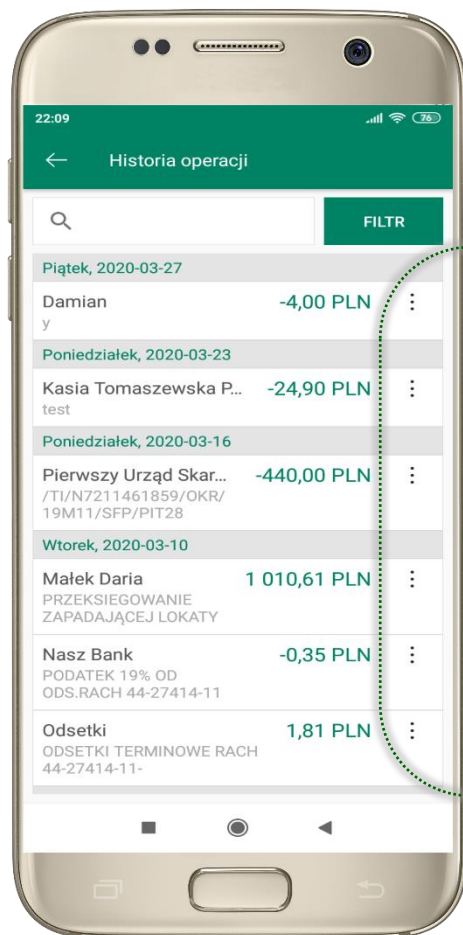 22:09
76
Historia operacji
FILTR
Piątek, 2020-03-27
Damian -4,00 PLN
y
Poniedziałek, 2020-03-23
Kasia Tomaszewska P... -24,90 PLN
test
Poniedziałek, 2020-03-16
Pierwszy Urząd Skar... -440,00 PLN
/TI/N7211461859/OKR/
19M11/SFP/PIT28
Wtorek, 2020-03-10
Małek Daria 1 010,61 PLN
PRZEKSIEGOWANIE
ZAPADAJĄCEJ LOKATY
Nasz Bank -0,35 PLN
PODATEK 19% OD
ODS.RACH 44-27414-11
Odsetki 1,81 PLN
ODSETKI TERMINOWE RACH
44-27414-11-